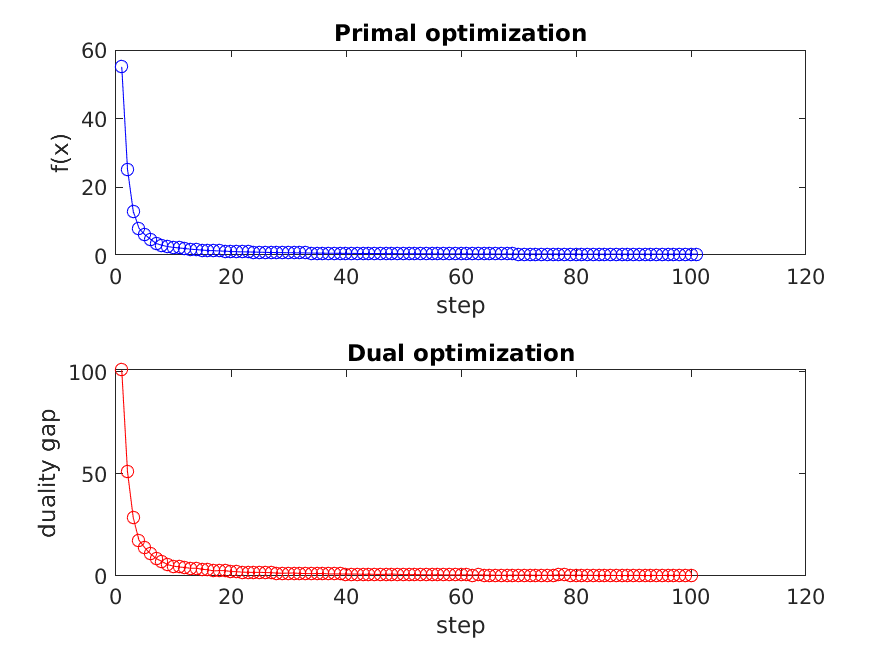 Primal optimization
60
40
20
0
f(x)
0 20 40 60 80 100 120
step
Dual optimization
100
50
0
duality gap
0 20 40 60 80 100 120
step